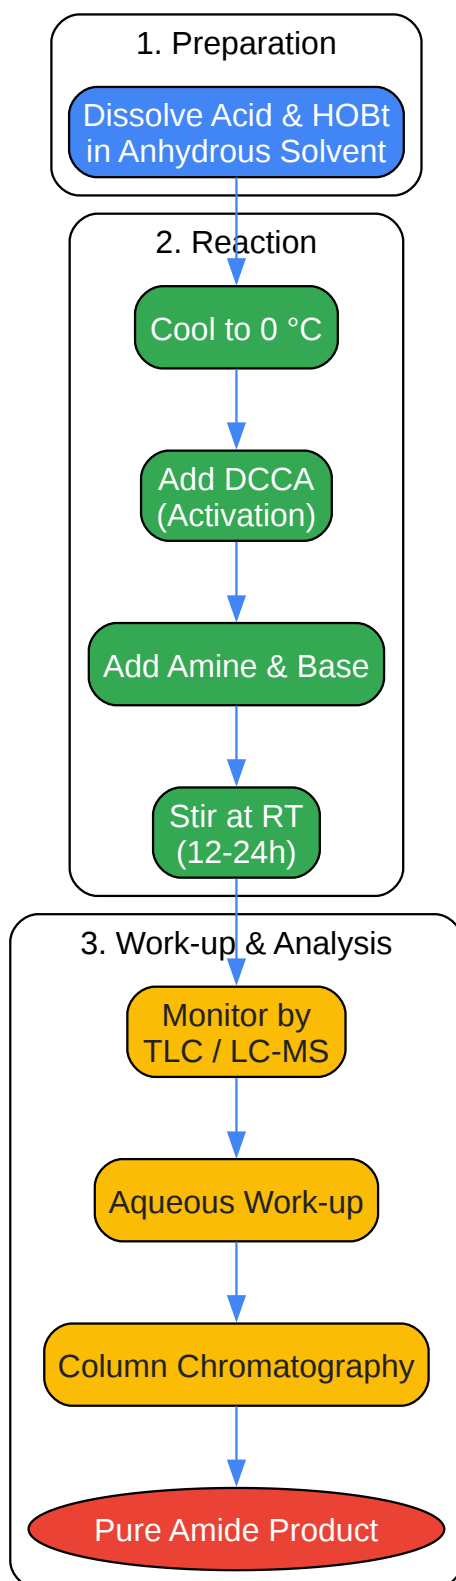 1. Preparation
Dissolve Acid & HOBt
in Anhydrous Solvent
2. Reaction
Cool to 0 °C
Add DCCA
(Activation)
Add Amine & Base
Stir at RT
(12-24h)
3. Work-up & Analysis
Monitor by
TLC / LC-MS
Aqueous Work-up
Column Chromatography
Pure Amide Product